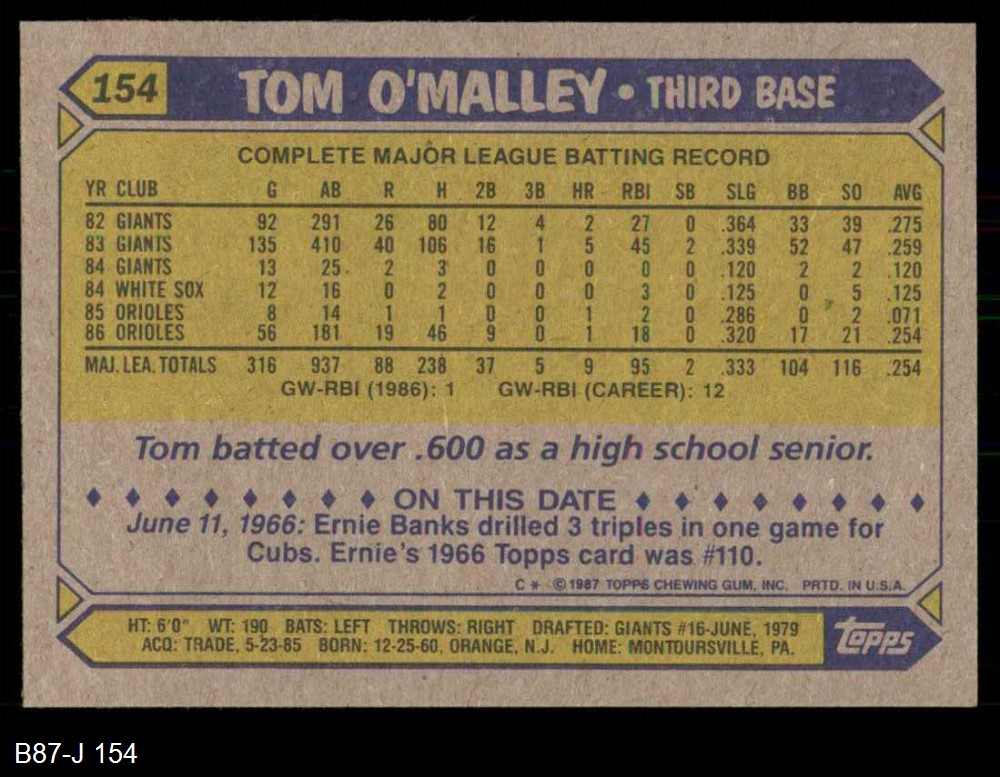 154 TOM O'MALLEY • THIRD BASE
COMPLETE MAJOR LEAGUE BATTING RECORD
YR CLUB G AB R H 2B 3B HR RBI SB SLG BB SO AVG
82 GIANTS 92 291 26 80 12 4 2 27 0 .364 33 39 .275
83 GIANTS 135 410 40 106 16 1 5 45 2 .339 52 47 .259
84 GIANTS 13 25 2 3 0 0 0 0 0 .120 2 2 .120
84 WHITE SOX 12 16 0 2 0 0 0 3 0 .125 0 5 .125
85 ORIOLES 8 14 1 1 0 0 1 2 0 .286 0 2 .071
86 ORIOLES 56 181 19 46 9 0 1 18 0 .320 17 21 .254
MAJ. LEA. TOTALS 316 937 88 238 37 5 9 95 2 .333 104 116 .254
GW-RBI (1986): 1 GW-RBI (CAREER): 12
Tom batted over .600 as a high school senior.
♦ ♦ ♦ ♦ ♦ ♦ ♦ ♦ ON THIS DATE ♦ ♦ ♦ ♦ ♦ ♦ ♦ ♦
June 11, 1966: Ernie Banks drilled 3 triples in one game for
Cubs. Ernie's 1966 Topps card was #110.
C * ©1987 TOPPS CHEWING GUM, INC. PRTD. IN U.S.A.
HT: 6'0" WT: 190 BATS: LEFT THROWS: RIGHT DRAFTED: GIANTS #16-JUNE, 1979
ACQ: TRADE, 5-23-85 BORN: 12-25-60, ORANGE, N.J. HOME: MONTOURSVILLE, PA.
topps
B87-J 154